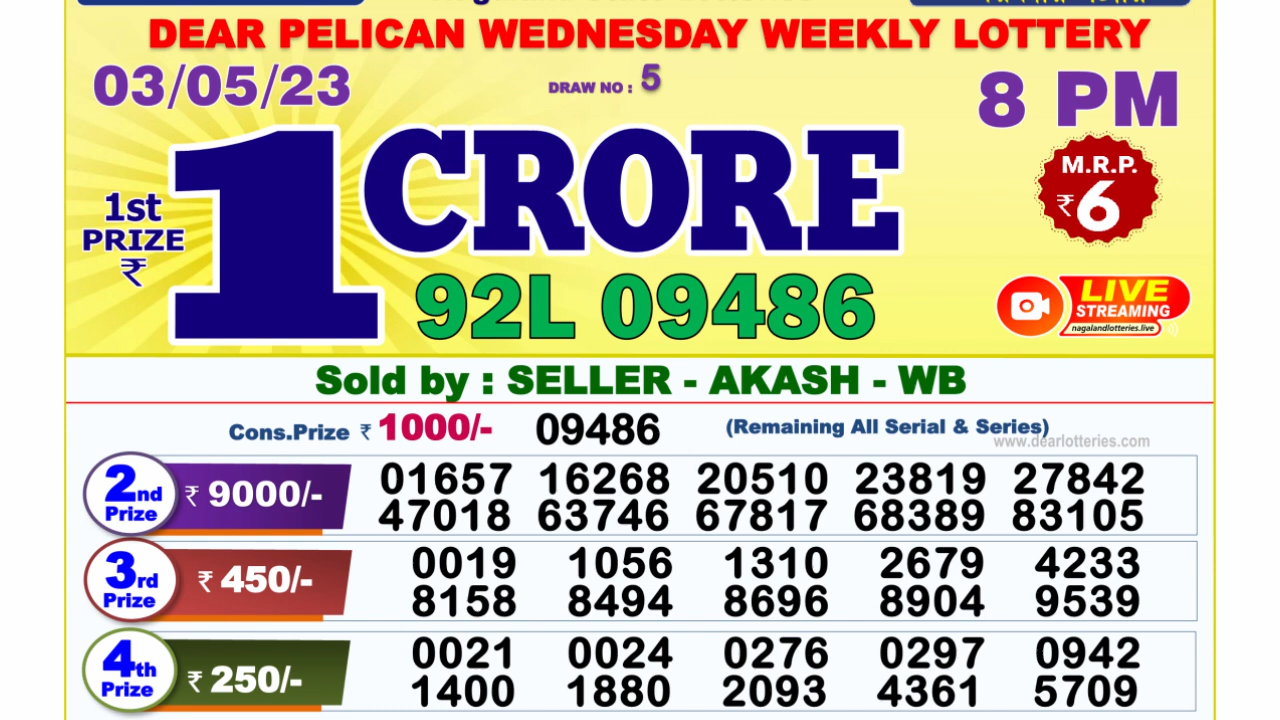 DEAR PELICAN WEDNESDAY WEEKLY LOTTERY
03/05/23
DRAW NO : 5
8 PM
1st
PRIZE
₹
1 CRORE
M.R.P.
₹ 6
92L 09486
LIVE
STREAMING
nagalandlotteries.live
Sold by : SELLER - AKASH - WB
Cons.Prize ₹ 1000/- 09486 (Remaining All Serial & Series)
www.dearlotteries.com
2nd Prize ₹ 9000/-
01657 16268 20510 23819 27842
47018 63746 67817 68389 83105
3rd Prize ₹ 450/-
0019 1056 1310 2679 4233
8158 8494 8696 8904 9539
4th Prize ₹ 250/-
0021 0024 0276 0297 0942
1400 1880 2093 4361 5709